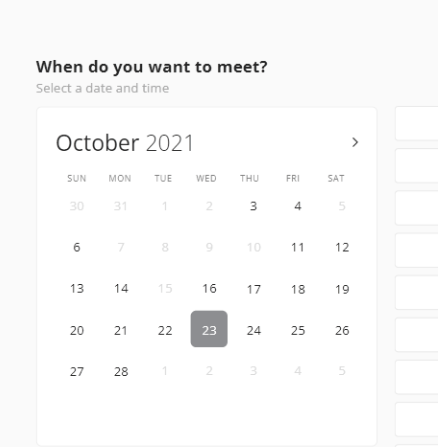 When do you want to meet?
Select a date and time
October 2021 >
SUN MON TUE WED THU FRI SAT
30 31 1 2 3 4 5
6 7 8 9 10 11 12
13 14 15 16 17 18 19
20 21 22 23 24 25 26
27 28 1 2 3 4 5